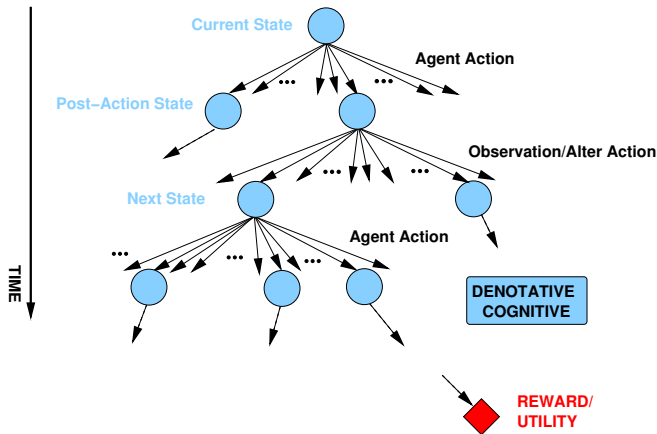 Current State
Agent Action
...
...
Post-Action State
Observation/Alter Action
...
...
Next State
Agent Action
...
...
...
TIME
DENOTATIVE
COGNITIVE
REWARD/
UTILITY